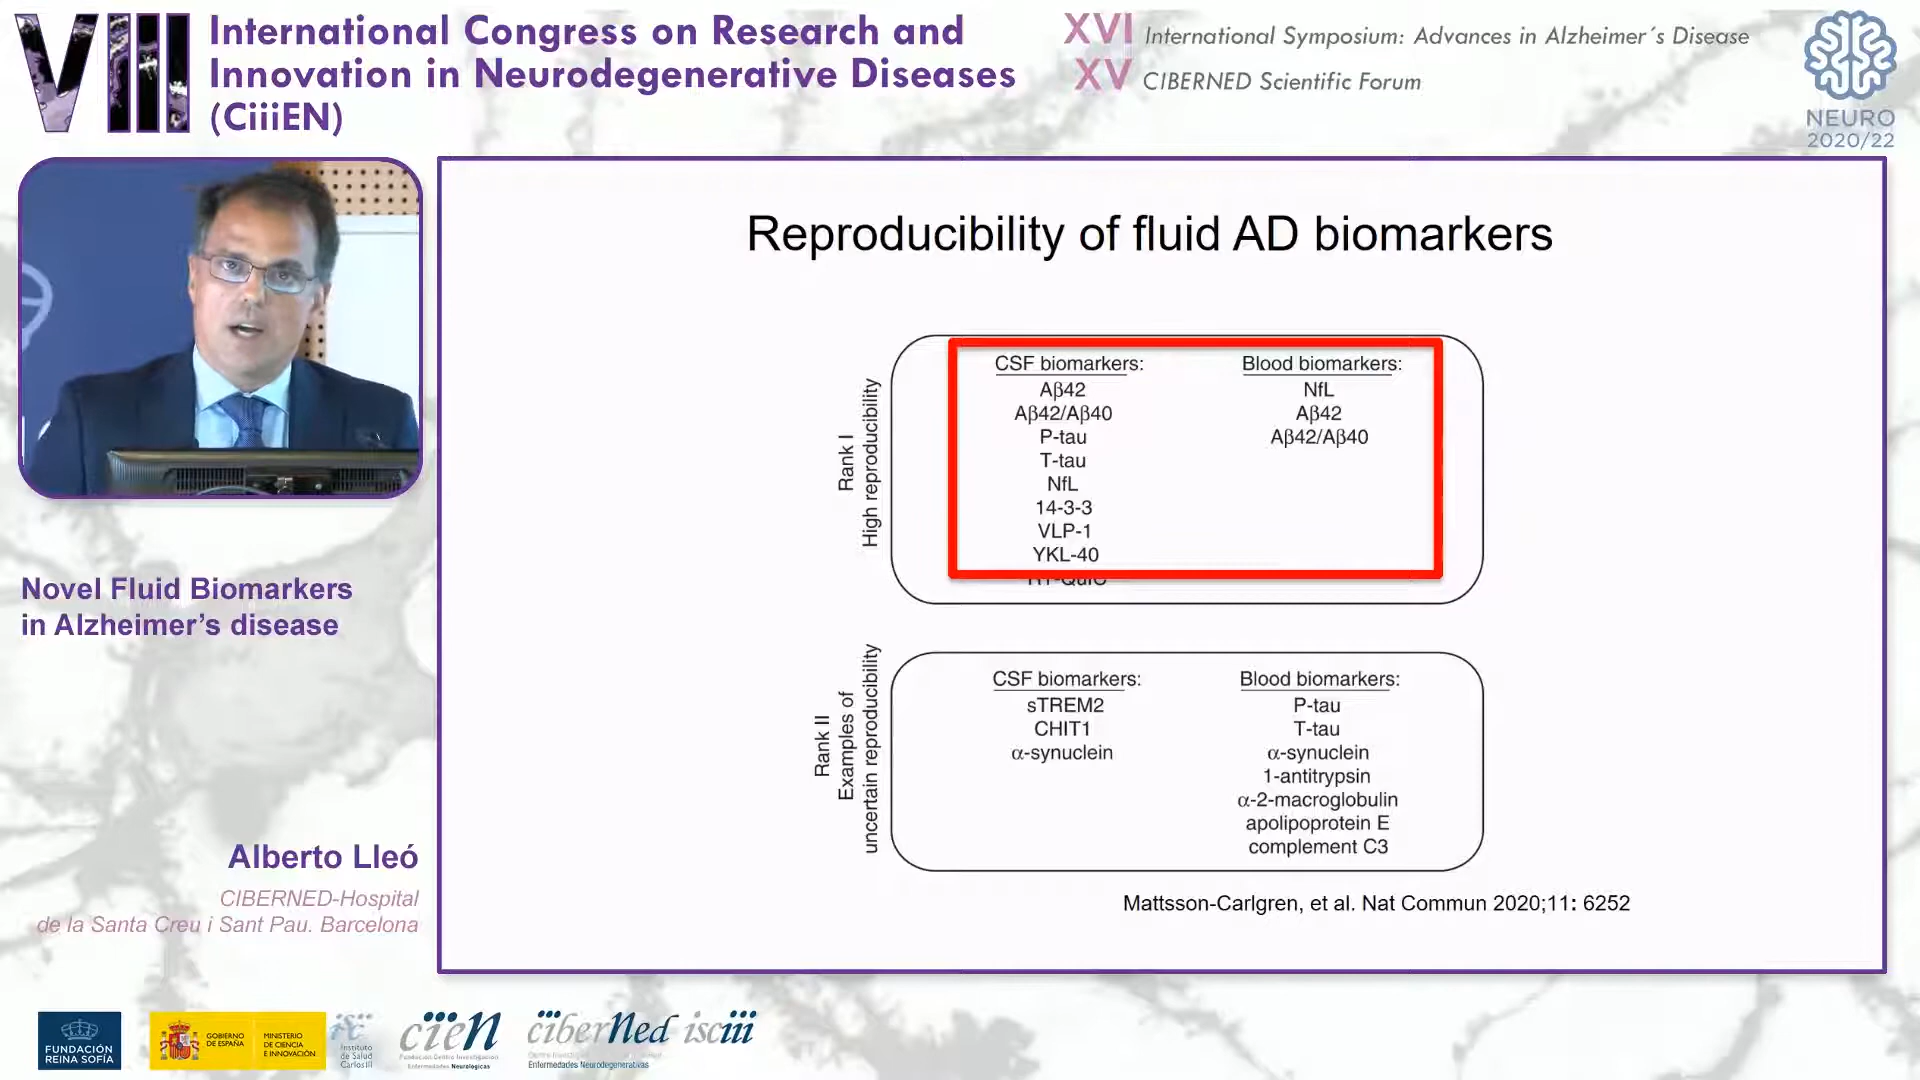 VIII
International Congress on Research and
Innovation in Neurodegenerative Diseases
(CiiiEN)
XVI International Symposium: Advances in Alzheimer´s Disease
XV CIBERNED Scientific Forum
NEURO
2020/22
Novel Fluid Biomarkers
in Alzheimer’s disease
Alberto Lleó
CIBERNED-Hospital
de la Santa Creu i Sant Pau. Barcelona
Reproducibility of fluid AD biomarkers
Rank I
High reproducibility
CSF biomarkers:
Aβ42
Aβ42/Aβ40
P-tau
T-tau
NfL
14-3-3
VLP-1
YKL-40
RT-QuIC
Blood biomarkers:
NfL
Aβ42
Aβ42/Aβ40
Rank II
Examples of
uncertain reproducibility
CSF biomarkers:
sTREM2
CHIT1
α-synuclein
Blood biomarkers:
P-tau
T-tau
α-synuclein
1-antitrypsin
α-2-macroglobulin
apolipoprotein E
complement C3
Mattsson-Carlgren, et al. Nat Commun 2020;11: 6252
FUNDACIÓN
REINA SOFÍA
GOBIERNO
DE ESPAÑA
MINISTERIO
DE CIENCIA
E INNOVACIÓN
Instituto
de Salud
Carlos III
cien
Fundación Centro Investigación
Enfermedades Neurológicas
ciberned isciii
Enfermedades Neurodegenerativas